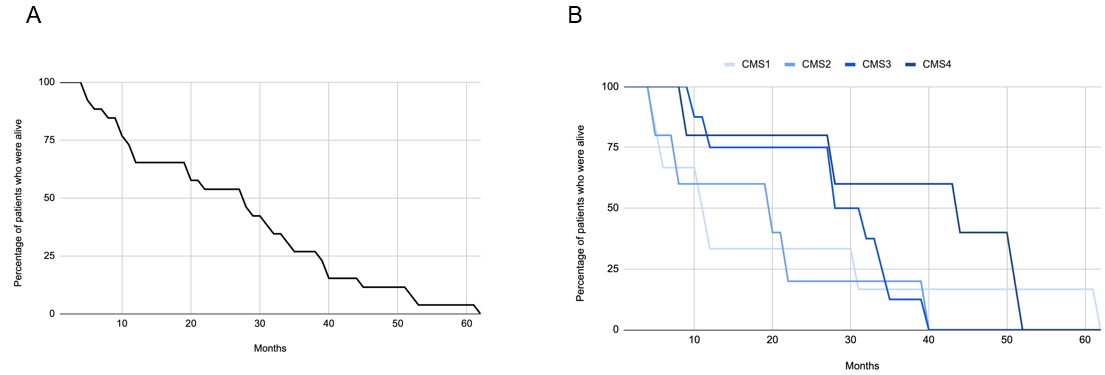 A
B
CMS1 CMS2 CMS3 CMS4
Percentage of patients who were alive
100
75
50
25
0
10 20 30 40 50 60
Months
Percentage of patients who were alive
100
75
50
25
0
10 20 30 40 50 60
Months